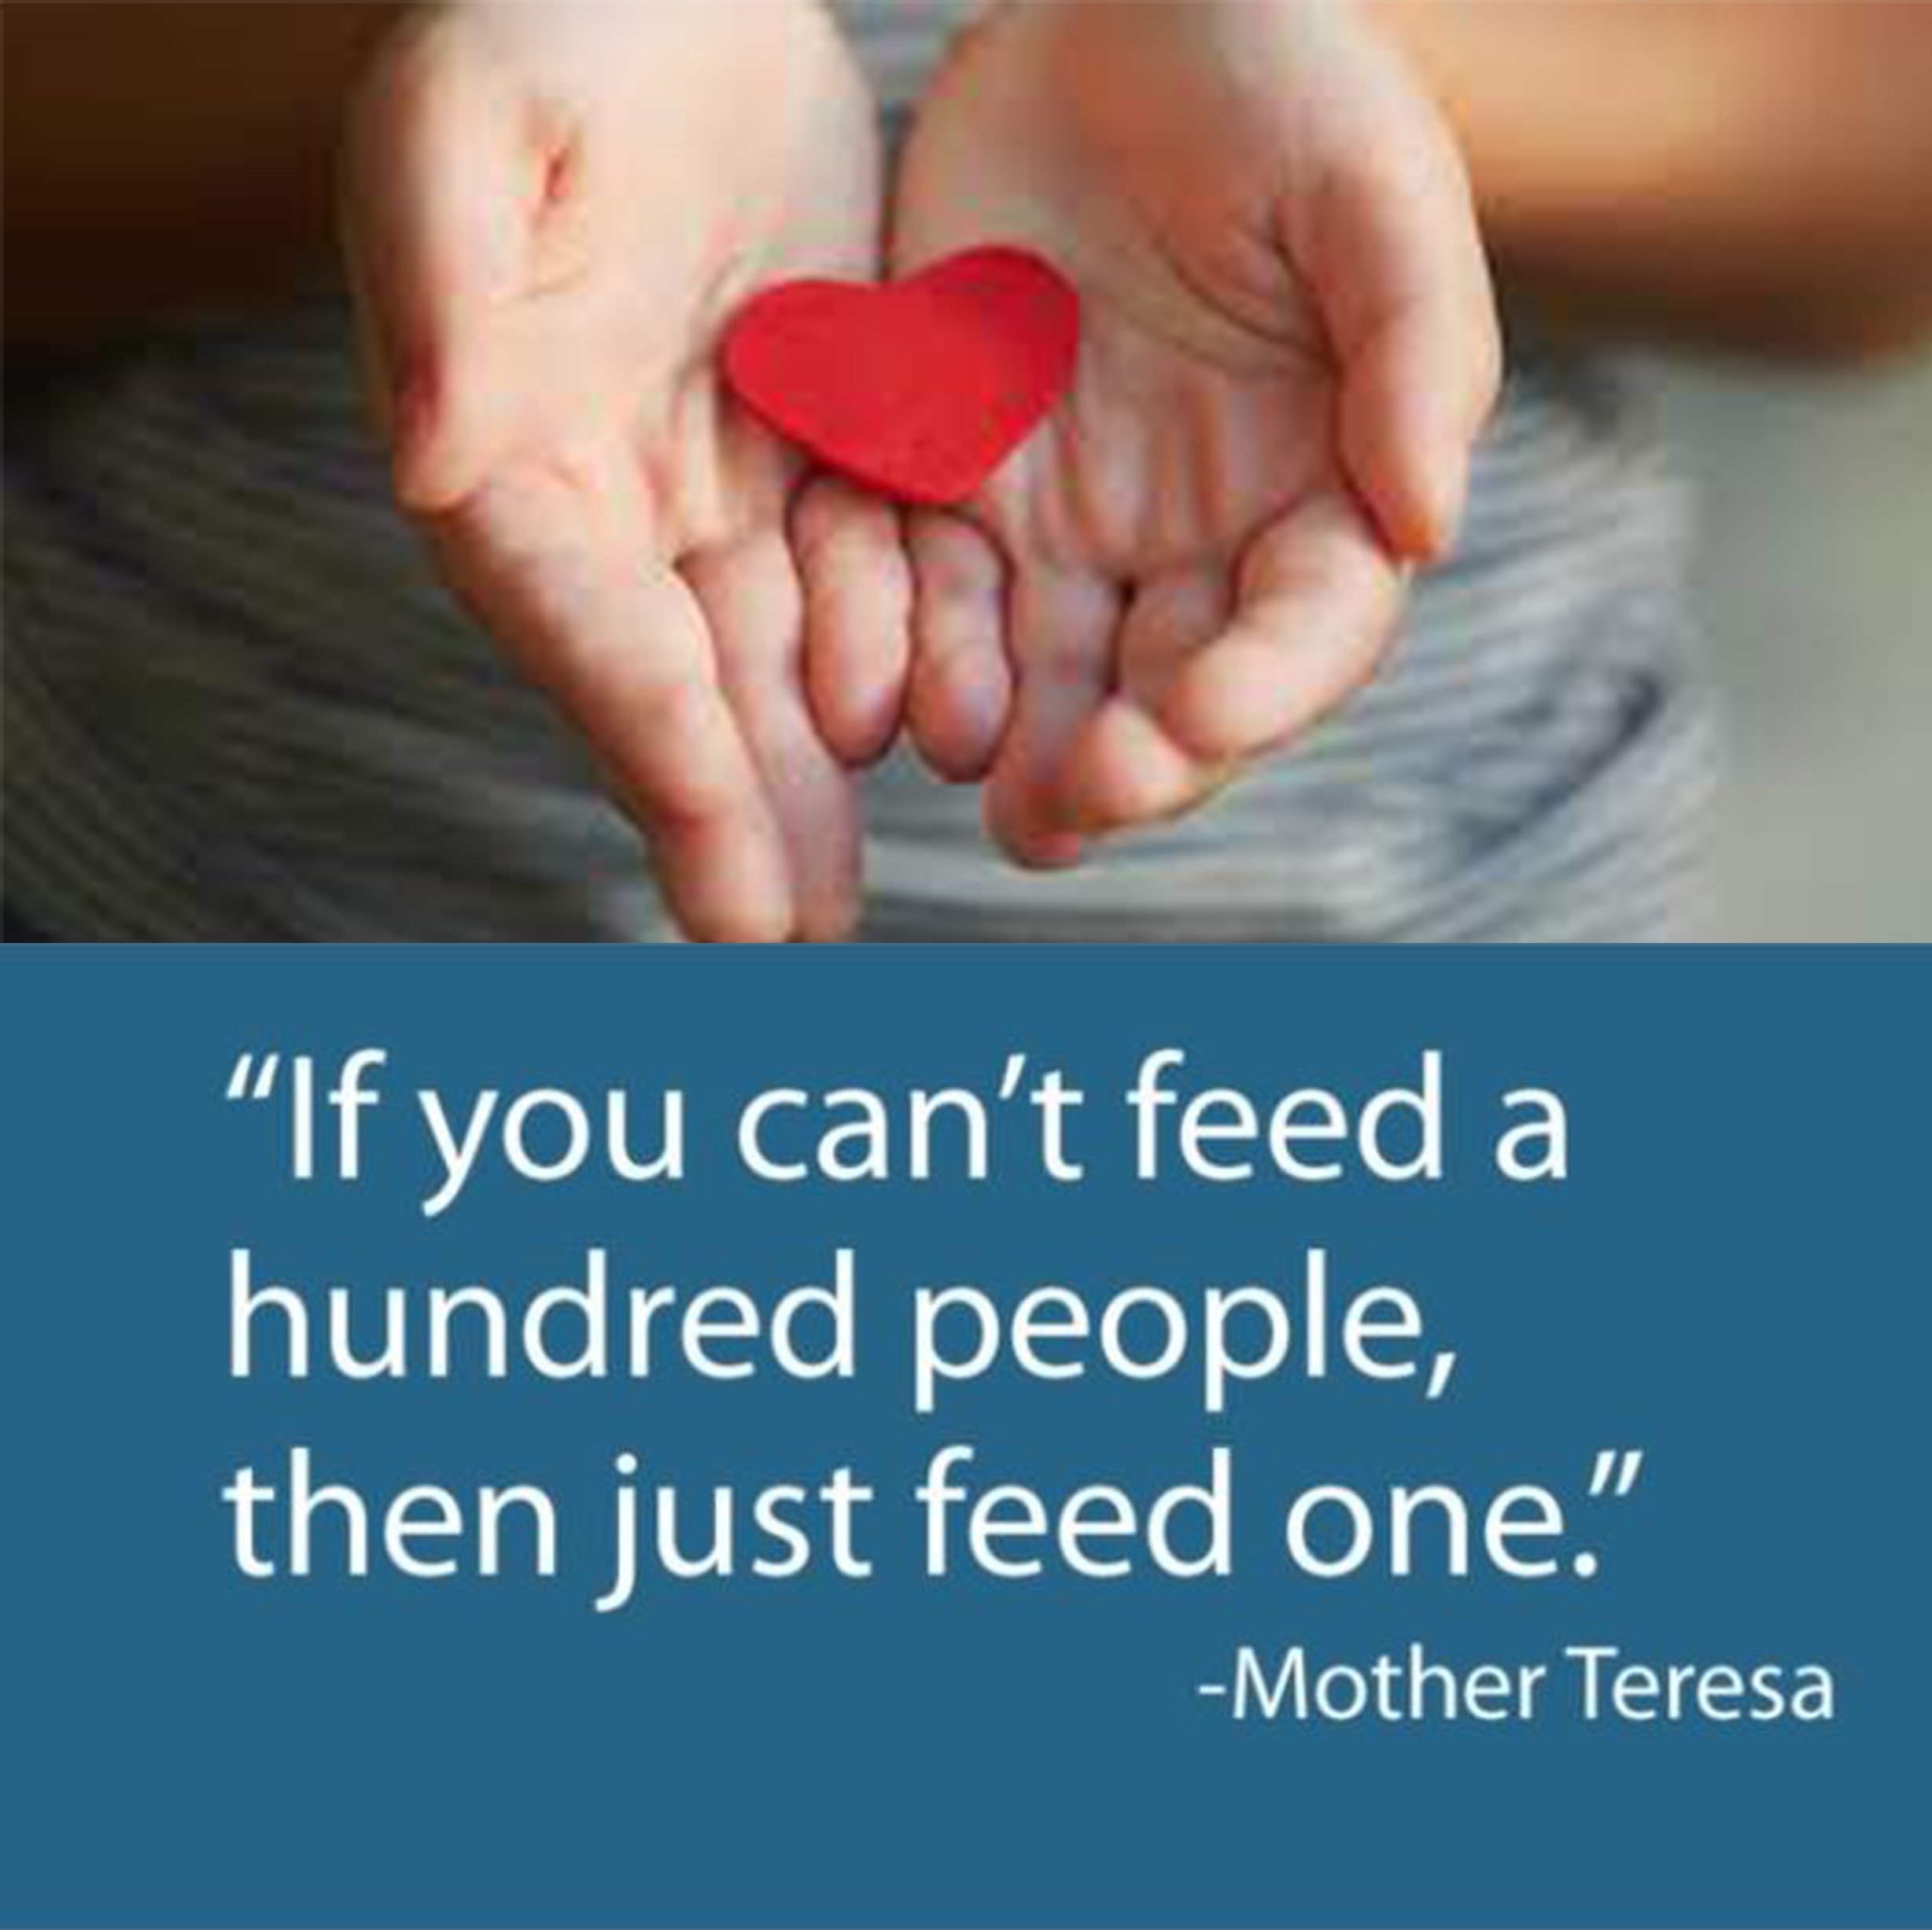 “If you can’t feed a
hundred people,
then just feed one.”
-Mother Teresa